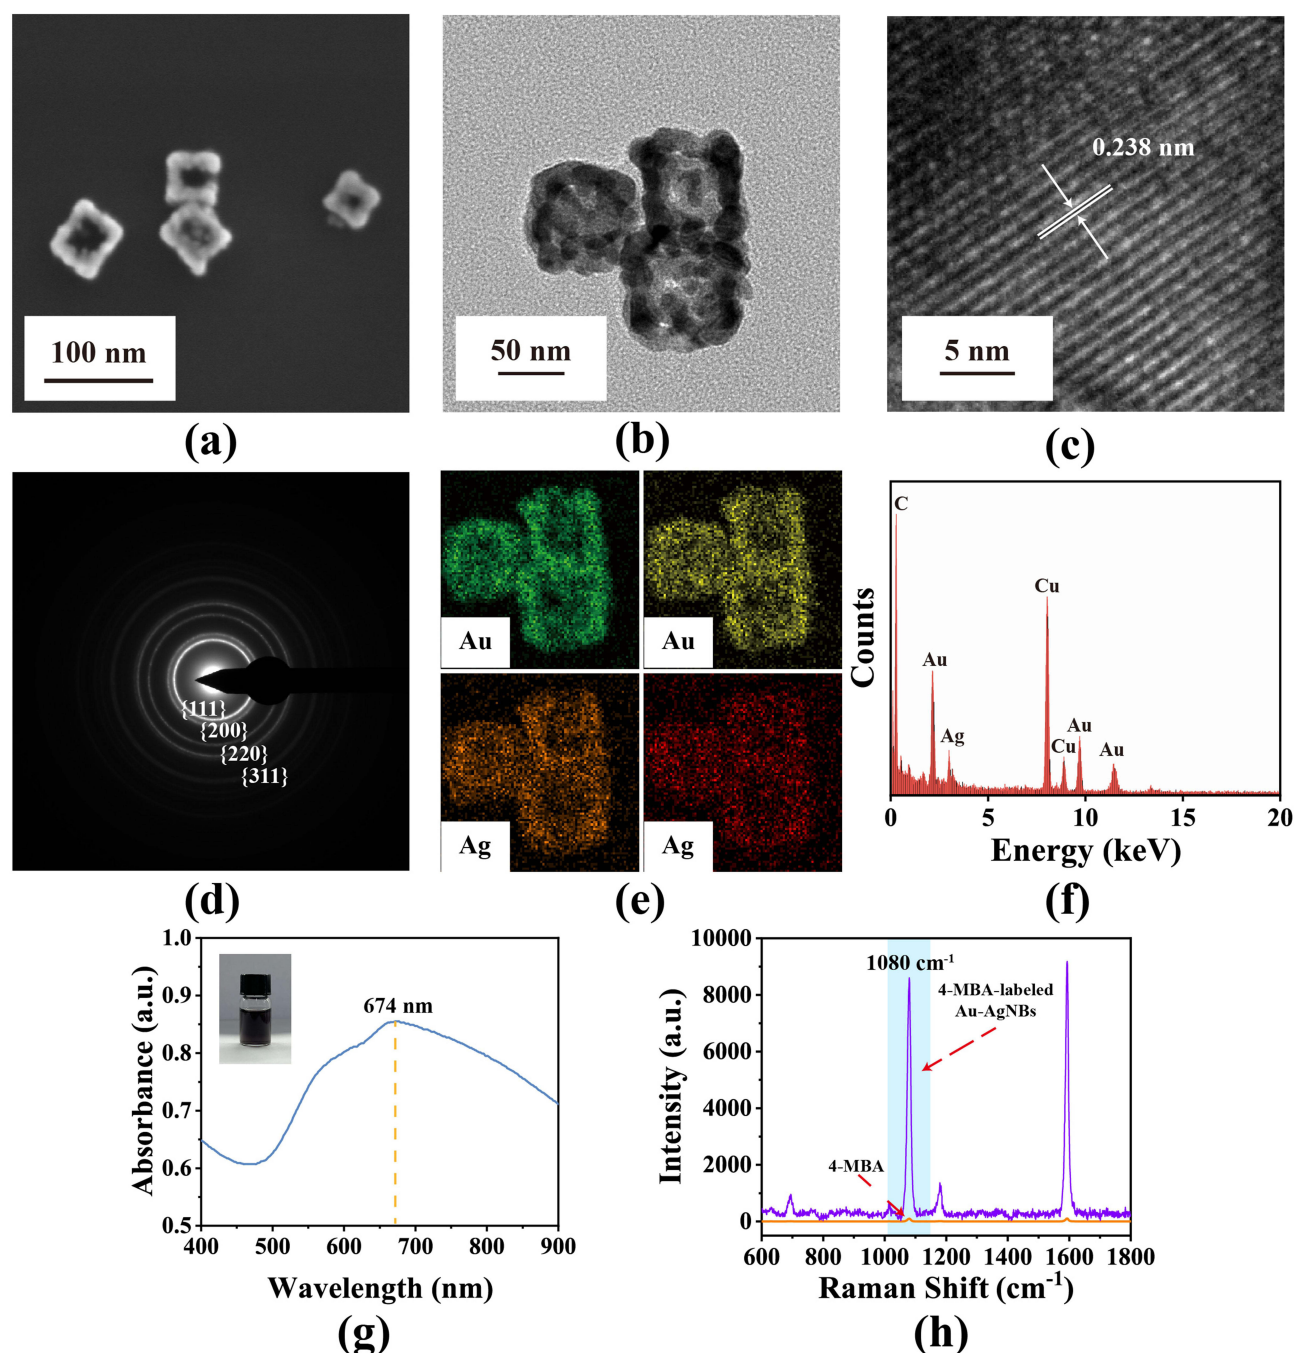 100 nm
(a)
50 nm
(b)
0.238 nm
5 nm
(c)
{111}
{200}
{220}
{311}
(d)
Au
Au
Ag
Ag
(e)
Counts
C
Au
Ag
Cu
Cu
Au
Au
0 5 10 15 20
Energy (keV)
(f)
Absorbance (a.u.)
1.0
0.9
0.8
0.7
0.6
0.5
674 nm
400 500 600 700 800 900
Wavelength (nm)
(g)
Intensity (a.u.)
10000
8000
6000
4000
2000
0
1080 cm⁻¹
4-MBA-labeled
Au-AgNBs
4-MBA
600 800 1000 1200 1400 1600 1800
Raman Shift (cm⁻¹)
(h)